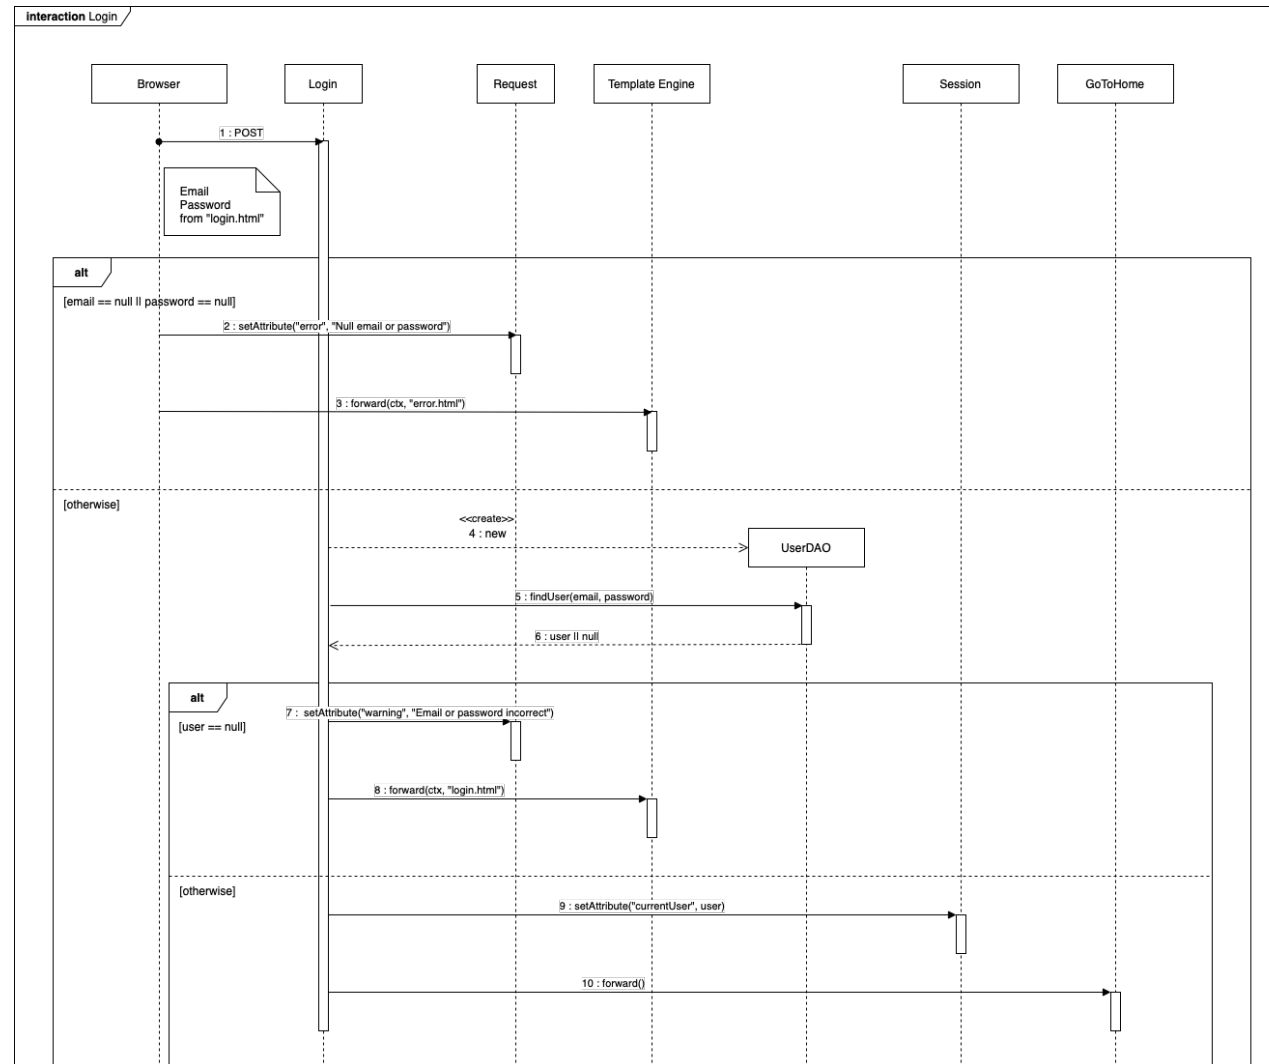 interaction Login
Browser
Login
Request
Template Engine
Session
GoToHome
1 : POST
Email
Password
from "login.html"
alt
[email == null || password == null]
2 : setAttribute("error", "Null email or password")
3 : forward(ctx, "error.html")
[otherwise]
<<create>>
4 : new
UserDAO
5 : findUser(email, password)
6 : user || null
alt
7 : setAttribute("warning", "Email or password incorrect")
[user == null]
8 : forward(ctx, "login.html")
[otherwise]
9 : setAttribute("currentUser", user)
10 : forward()